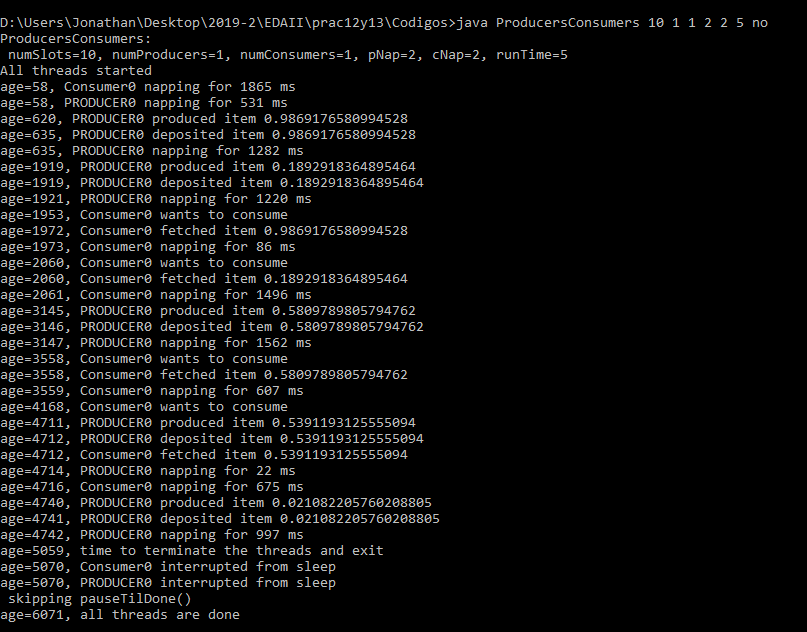 D:\Users\Jonathan\Desktop\2019-2\EDAII\prac12y13\Codigos>java ProducersConsumers 10 1 1 2 2 5 no
ProducersConsumers:
 numSlots=10, numProducers=1, numConsumers=1, pNap=2, cNap=2, runTime=5
All threads started
age=58, Consumer0 napping for 1865 ms
age=58, PRODUCER0 napping for 531 ms
age=620, PRODUCER0 produced item 0.9869176580994528
age=635, PRODUCER0 deposited item 0.9869176580994528
age=635, PRODUCER0 napping for 1282 ms
age=1919, PRODUCER0 produced item 0.1892918364895464
age=1919, PRODUCER0 deposited item 0.1892918364895464
age=1921, PRODUCER0 napping for 1220 ms
age=1953, Consumer0 wants to consume
age=1972, Consumer0 fetched item 0.9869176580994528
age=1973, Consumer0 napping for 86 ms
age=2060, Consumer0 wants to consume
age=2060, Consumer0 fetched item 0.1892918364895464
age=2061, Consumer0 napping for 1496 ms
age=3145, PRODUCER0 produced item 0.5809789805794762
age=3146, PRODUCER0 deposited item 0.5809789805794762
age=3147, PRODUCER0 napping for 1562 ms
age=3558, Consumer0 wants to consume
age=3558, Consumer0 fetched item 0.5809789805794762
age=3559, Consumer0 napping for 607 ms
age=4168, Consumer0 wants to consume
age=4711, PRODUCER0 produced item 0.5391193125555094
age=4712, PRODUCER0 deposited item 0.5391193125555094
age=4712, Consumer0 fetched item 0.5391193125555094
age=4714, PRODUCER0 napping for 22 ms
age=4716, Consumer0 napping for 675 ms
age=4740, PRODUCER0 produced item 0.021082205760208805
age=4741, PRODUCER0 deposited item 0.021082205760208805
age=4742, PRODUCER0 napping for 997 ms
age=5059, time to terminate the threads and exit
age=5070, Consumer0 interrupted from sleep
age=5070, PRODUCER0 interrupted from sleep
 skipping pauseTilDone()
age=6071, all threads are done